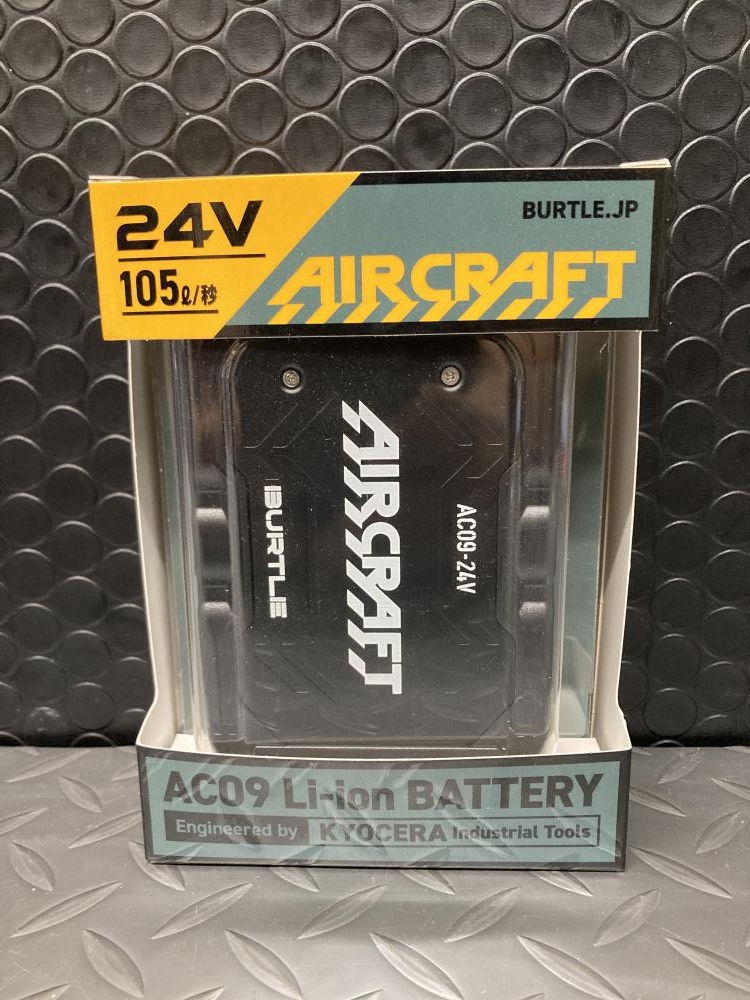 24V
105ℓ/秒
BURTLE.JP
AIRCRAFT
AC09-24V
AIRCRAFT
BURTLE
AC09 Li-ion BATTERY
Engineered by KYOCERA Industrial Tools